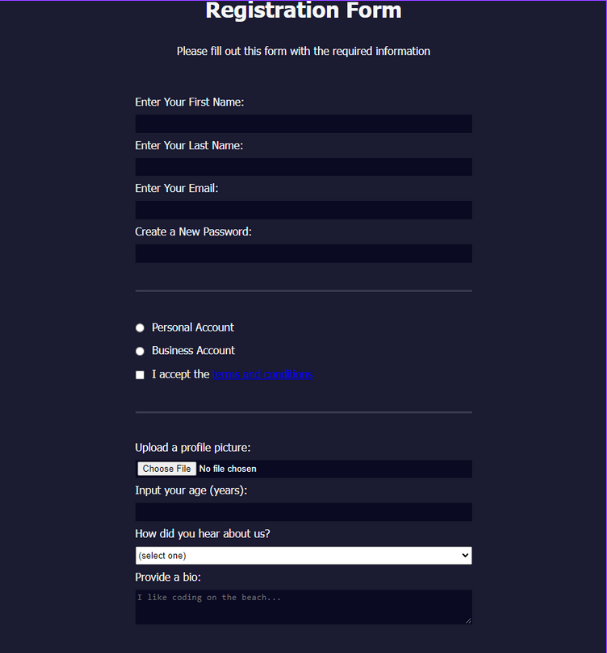 Registration Form
Please fill out this form with the required information
Enter Your First Name:
Enter Your Last Name:
Enter Your Email:
Create a New Password:
Personal Account
Business Account
I accept the terms and conditions
Upload a profile picture:
Choose File No file chosen
Input your age (years):
How did you hear about us?
(select one)
Provide a bio:
I like coding on the beach...